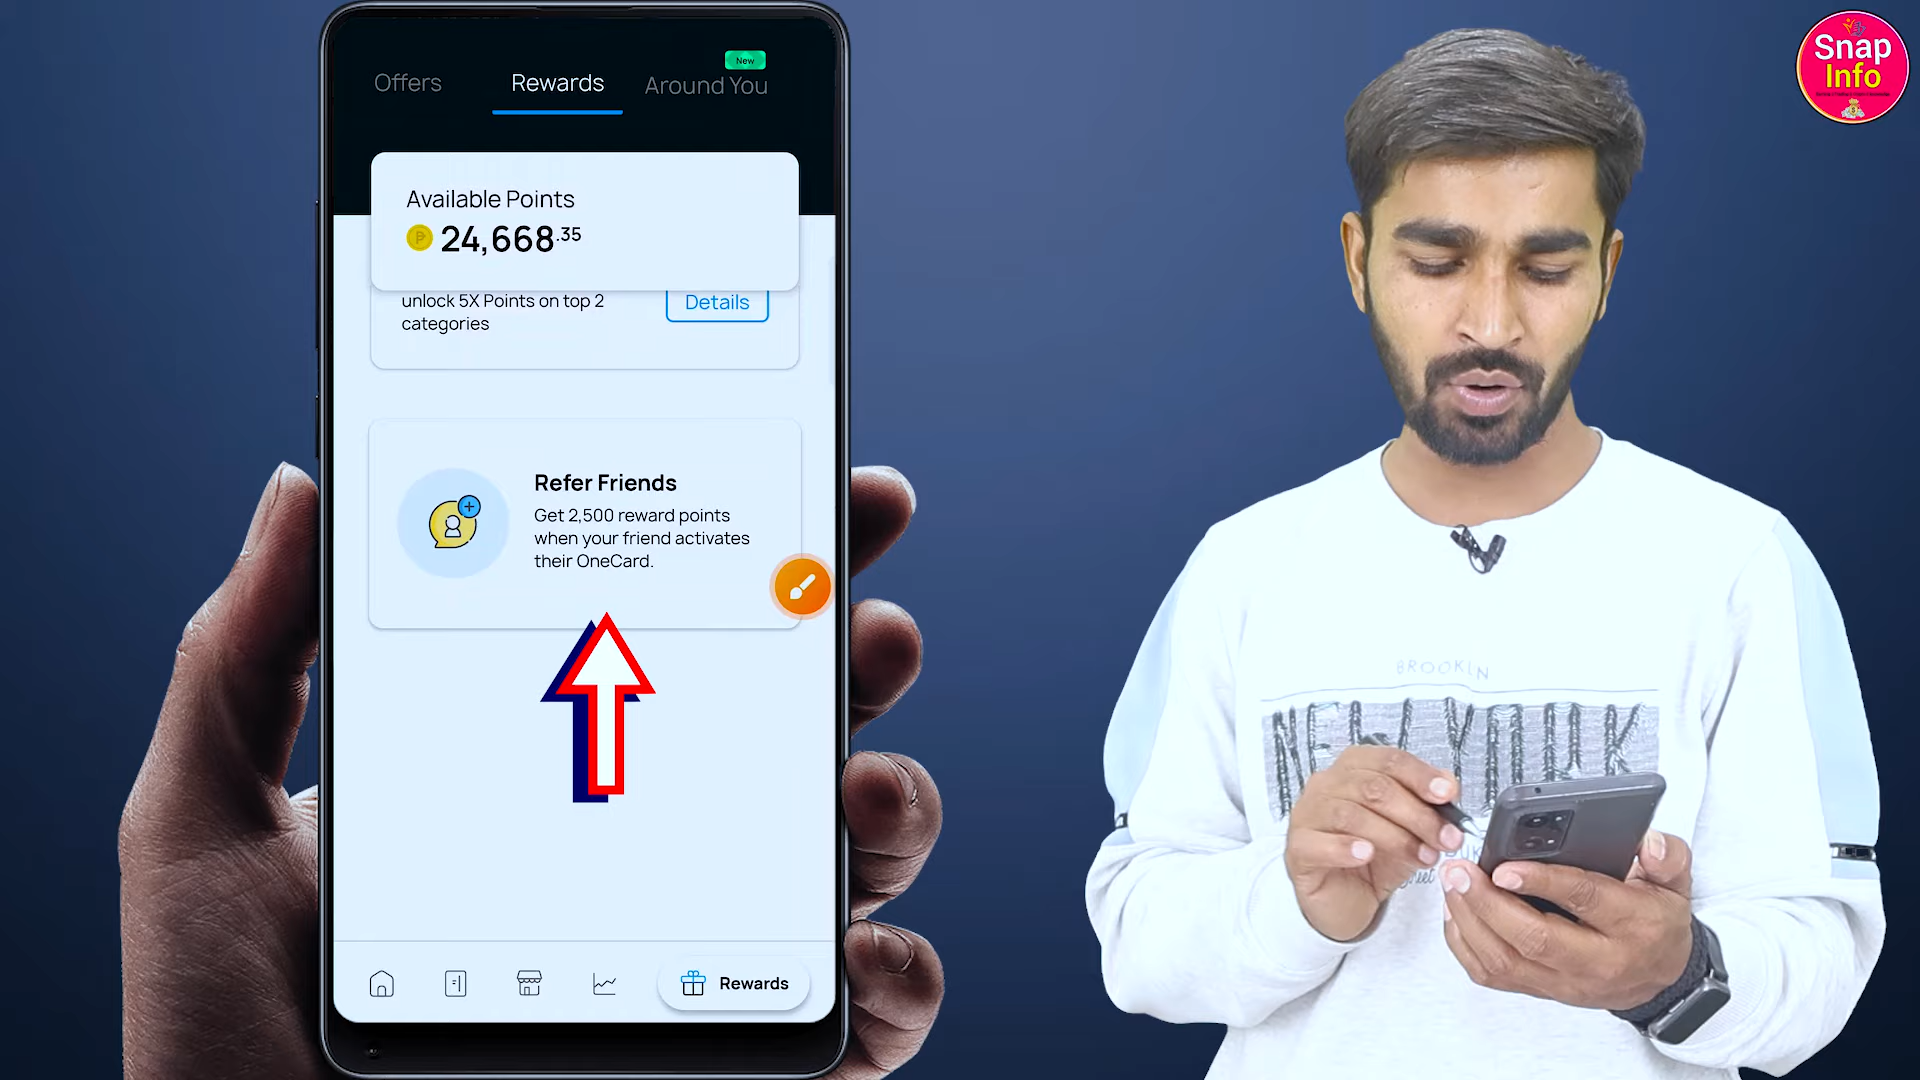 Offers
Rewards
New
Around You
Available Points
24,668.35
unlock 5X Points on top 2
categories
Details
Refer Friends
Get 2,500 reward points
when your friend activates
their OneCard.
Rewards
Snap
Info
BROOKLN
NEW YORK